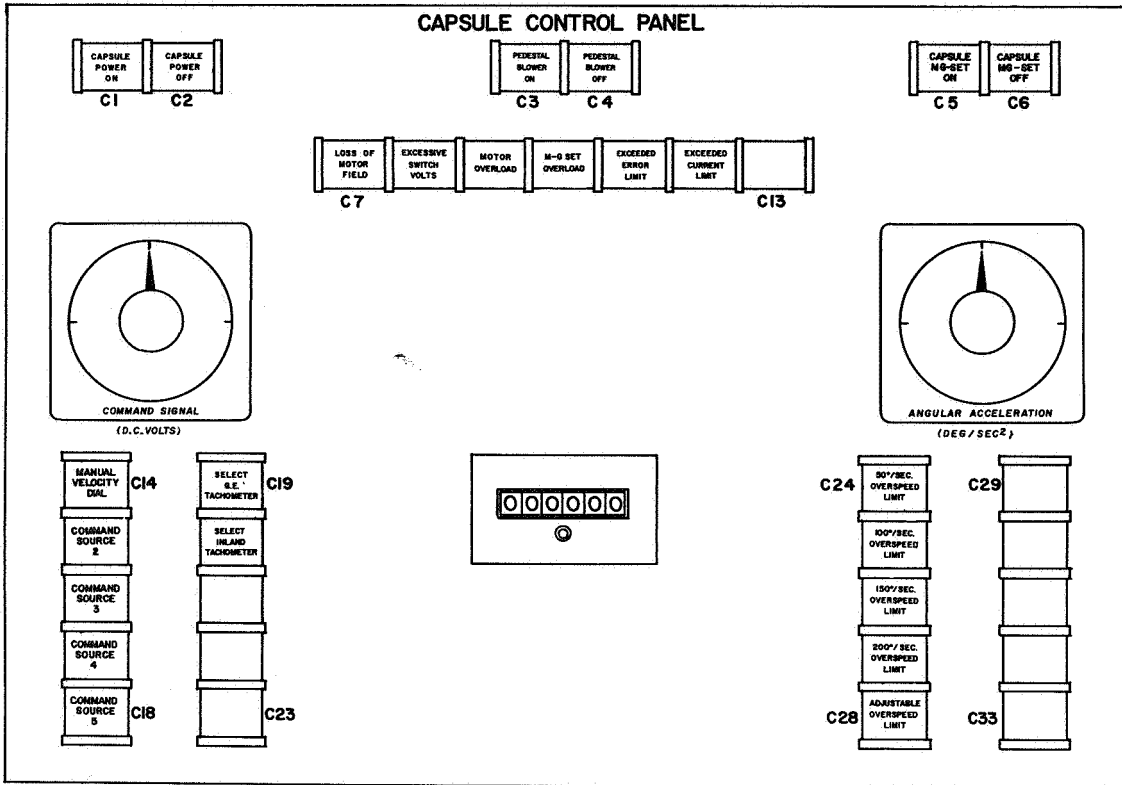 CAPSULE CONTROL PANEL
CAPSULE
POWER
ON
CAPSULE
POWER
OFF
C1
C2
PEDESTAL
BLOWER
ON
PEDESTAL
BLOWER
OFF
C3
C4
CAPSULE
MG-SET
ON
CAPSULE
MG-SET
OFF
C5
C6
LOSS OF
MOTOR
FIELD
EXCESSIVE
SWITCH
VOLTS
MOTOR
OVERLOAD
M-G SET
OVERLOAD
EXCEEDED
ERROR
LIMIT
EXCEEDED
CURRENT
LIMIT
C7
C13
COMMAND SIGNAL
(D.C. VOLTS)
ANGULAR ACCELERATION
(DEG/SEC²)
MANUAL
VELOCITY
DIAL
C14
COMMAND
SOURCE
2
COMMAND
SOURCE
3
COMMAND
SOURCE
4
COMMAND
SOURCE
5
C18
SELECT
G.E.
TACHOMETER
C19
SELECT
INLAND
TACHOMETER
C23
000000
C24
50°/SEC.
OVERSPEED
LIMIT
100°/SEC.
OVERSPEED
LIMIT
150°/SEC.
OVERSPEED
LIMIT
200°/SEC.
OVERSPEED
LIMIT
C28
ADJUSTABLE
OVERSPEED
LIMIT
C29
C33